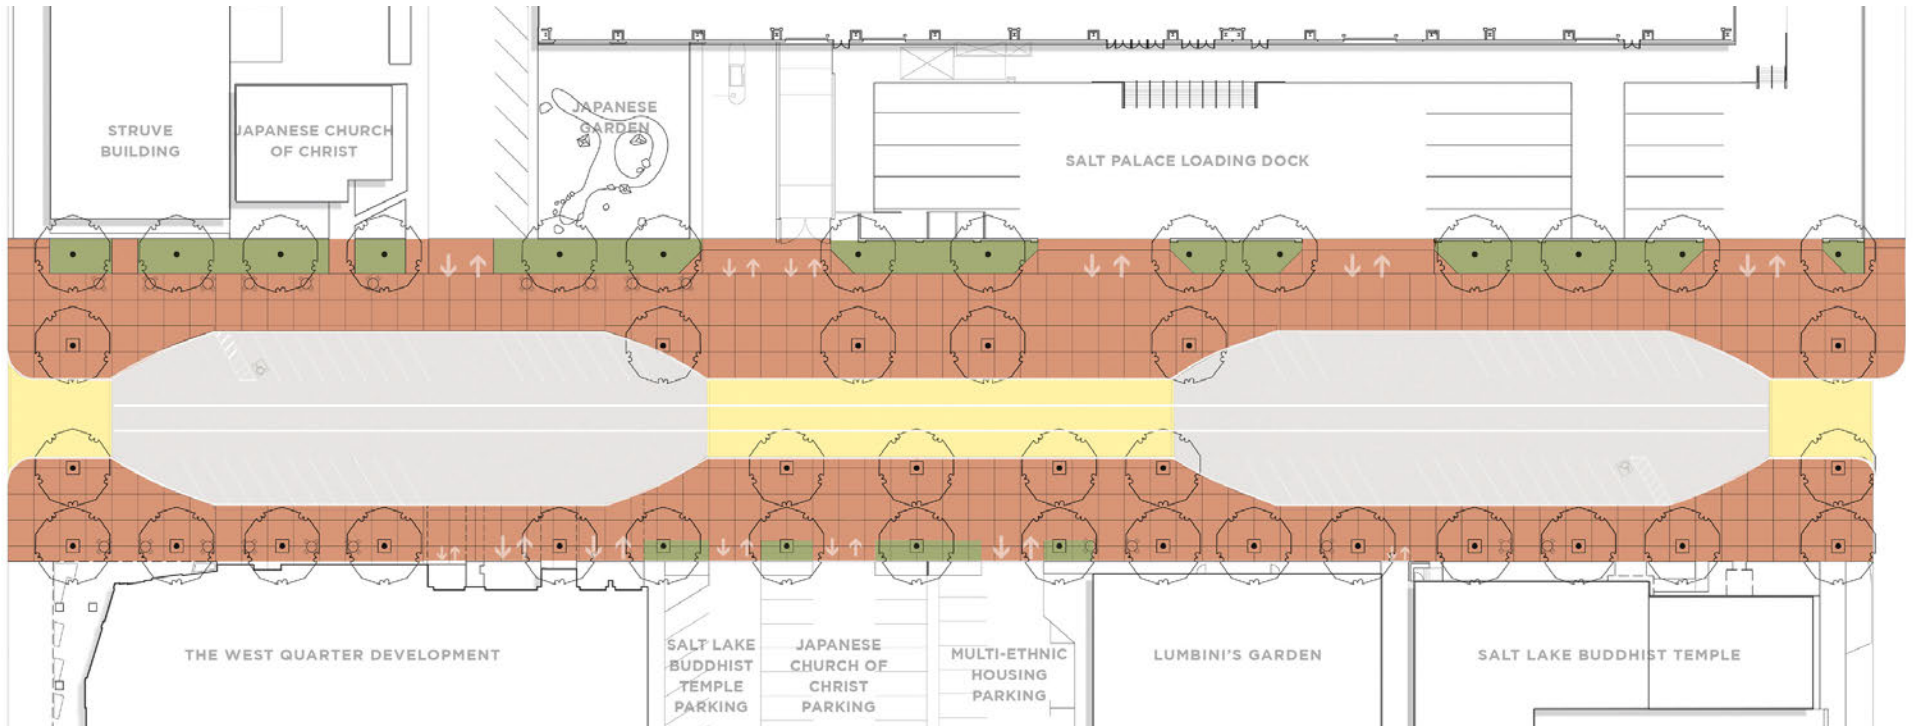 STRUVE
BUILDING
JAPANESE CHURCH
OF CHRIST
JAPANESE
GARDEN
SALT PALACE LOADING DOCK
THE WEST QUARTER DEVELOPMENT
SALT LAKE
BUDDHIST
TEMPLE
PARKING
JAPANESE
CHURCH OF
CHRIST
PARKING
MULTI-ETHNIC
HOUSING
PARKING
LUMBINI'S GARDEN
SALT LAKE BUDDHIST TEMPLE